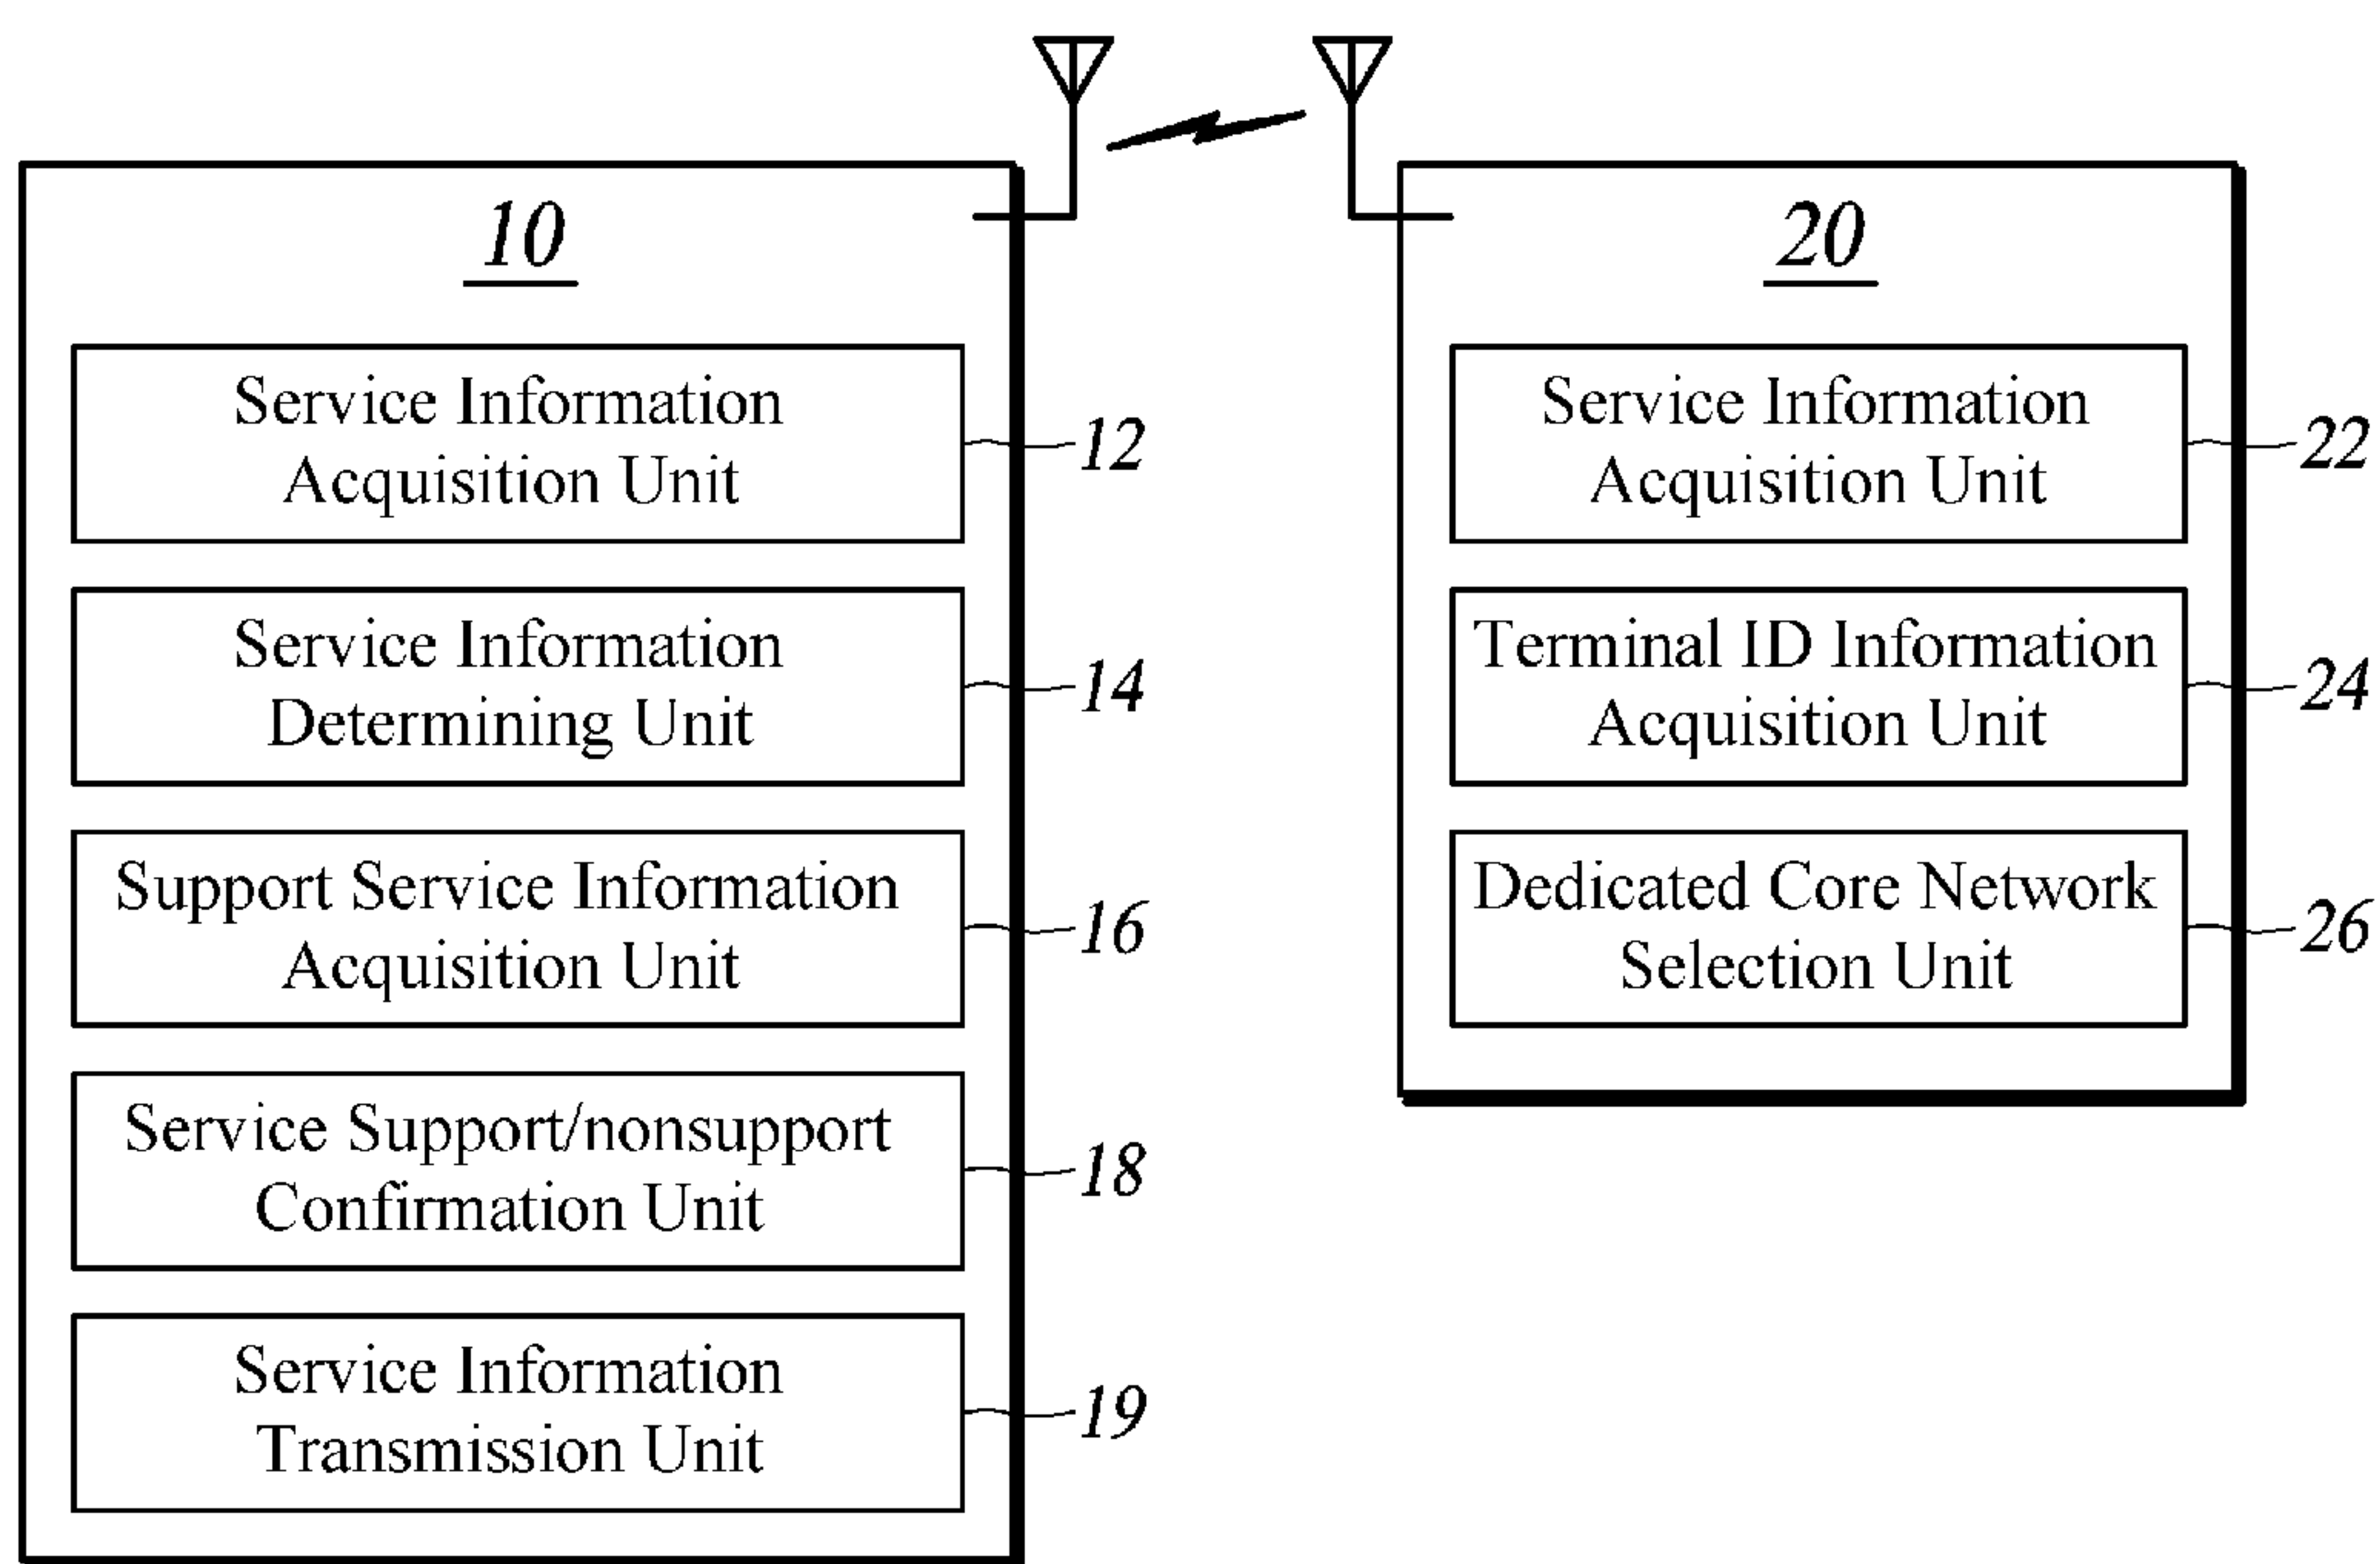 10
Service Information
Acquisition Unit
12
Service Information
Determining Unit
14
Support Service Information
Acquisition Unit
16
Service Support/nonsupport
Confirmation Unit
18
Service Information
Transmission Unit
19
20
Service Information
Acquisition Unit
22
Terminal ID Information
Acquisition Unit
24
Dedicated Core Network
Selection Unit
26